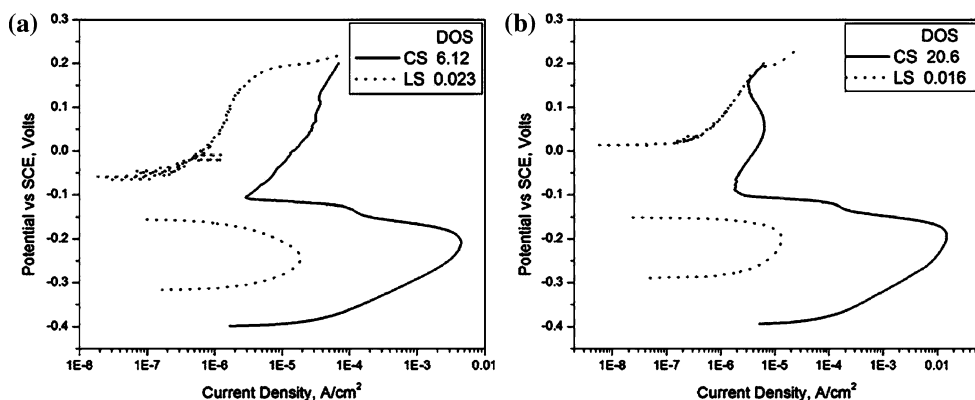 (a)
DOS
CS 6.12
LS 0.023
0.3
0.2
0.1
0.0
-0.1
-0.2
-0.3
-0.4
Potential vs SCE, Volts
1E-8 1E-7 1E-6 1E-5 1E-4 1E-3 0.01
Current Density, A/cm²
(b)
DOS
CS 20.6
LS 0.016
0.3
0.2
0.1
0.0
-0.1
-0.2
-0.3
-0.4
Potential vs SCE, Volts
1E-8 1E-7 1E-6 1E-5 1E-4 1E-3 0.01
Current Density, A/cm²